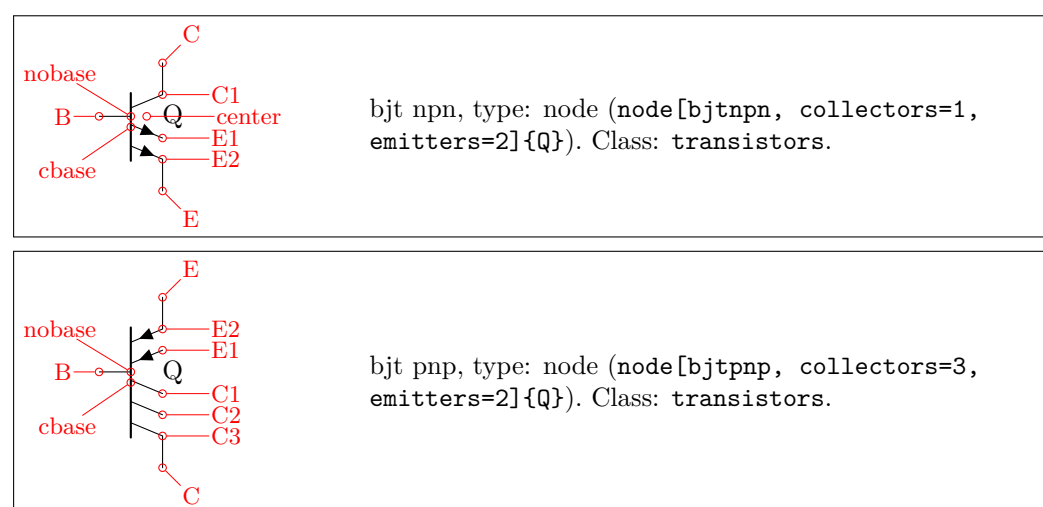 C
nobase
C1
B
Q
center
E1
E2
cbase
E
bjt npn, type: node (node[bjtnpn, collectors=1,
emitters=2]{Q}). Class: transistors.
E
nobase
E2
E1
B
Q
C1
C2
cbase
C3
C
bjt pnp, type: node (node[bjtpnp, collectors=3,
emitters=2]{Q}). Class: transistors.